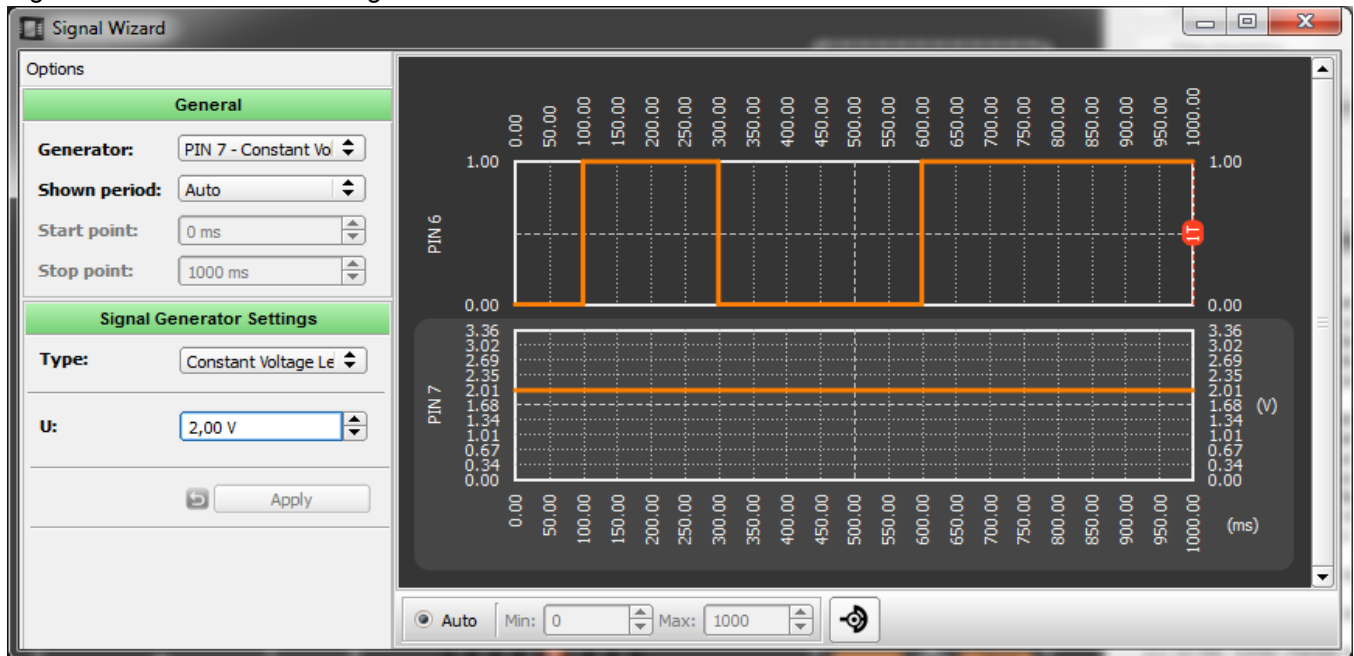 Signal Wizard
Options
General
Generator: PIN 7 - Constant Vo
Shown period: Auto
Start point: 0 ms
Stop point: 1000 ms
Signal Generator Settings
Type: Constant Voltage Le
U: 2,00 V
Apply
0.00 50.00 100.00 150.00 200.00 250.00 300.00 350.00 400.00 450.00 500.00 550.00 600.00 650.00 700.00 750.00 800.00 850.00 900.00 950.00 1000.00
1.00 1.00
PIN 6
1T
0.00 0.00
3.36 3.36
3.02 3.02
2.69 2.69
2.35 2.35
2.01 2.01
PIN 7
1.68 1.68 (V)
1.34 1.34
1.01 1.01
0.67 0.67
0.34 0.34
0.00 0.00
0.00 50.00 100.00 150.00 200.00 250.00 300.00 350.00 400.00 450.00 500.00 550.00 600.00 650.00 700.00 750.00 800.00 850.00 900.00 950.00 1000.00 (ms)
Auto Min: 0 Max: 1000